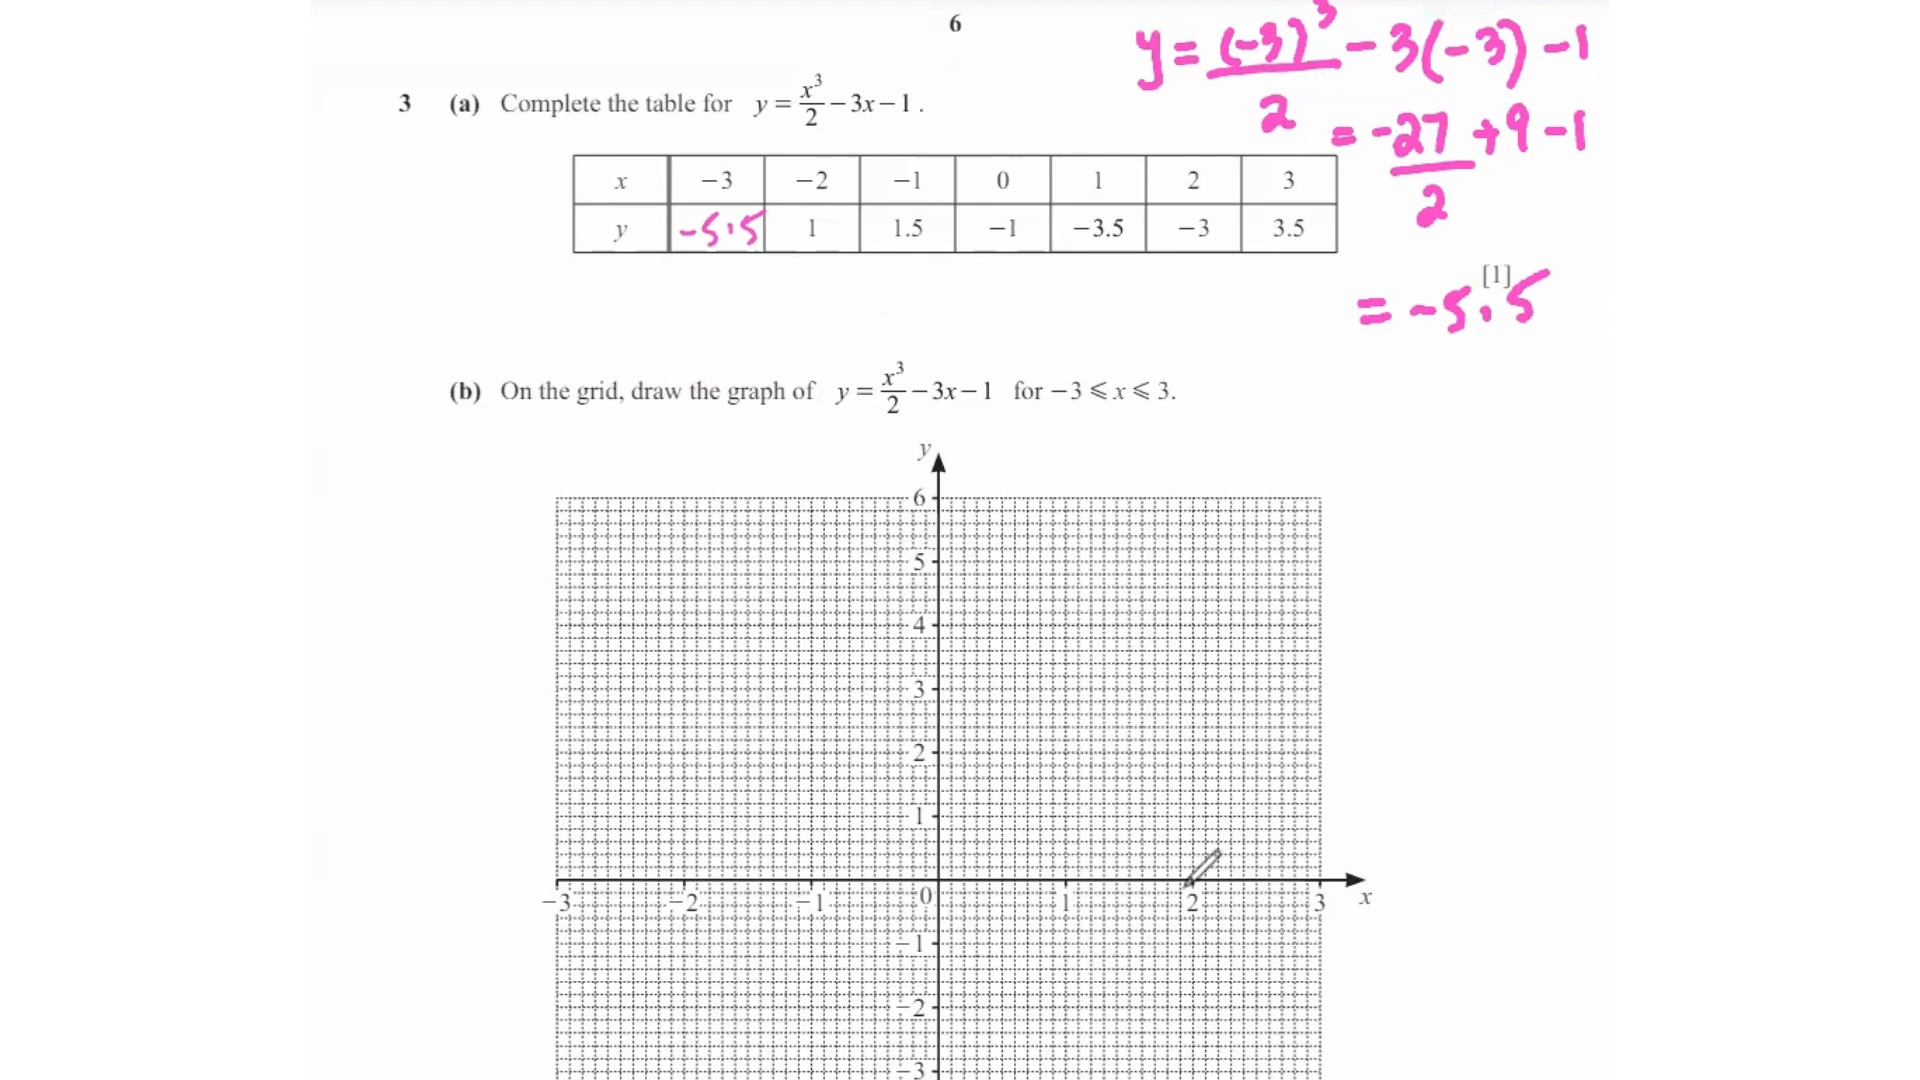 6
y = (-3)³/2 - 3(-3) - 1
3 (a) Complete the table for y = x³/2 − 3x − 1 .
= -27/2 + 9 - 1
x −3 −2 −1 0 1 2 3
y -5.5 1 1.5 −1 −3.5 −3 3.5
[1]
= -5.5
(b) On the grid, draw the graph of y = x³/2 − 3x − 1 for −3 ⩽ x ⩽ 3.
y
6
5
4
3
2
1
−3 −2 −1 0 1 2 3 x
−1
−2
−3